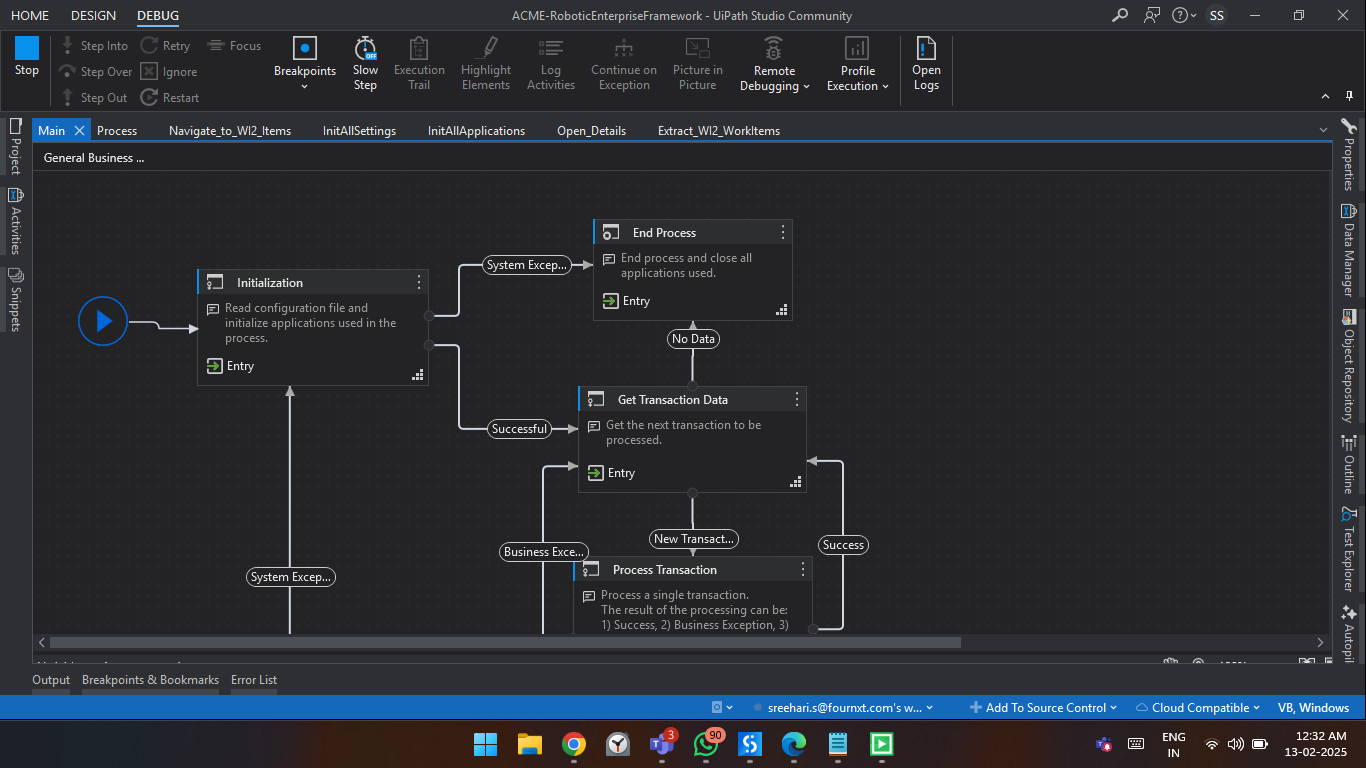 HOME DESIGN DEBUG ACME-RoboticEnterpriseFramework - UiPath Studio Community SS
Stop
Step Into Retry Focus
Step Over Ignore
Step Out Restart
Breakpoints
Slow
Step
Execution
Trail
Highlight
Elements
Log
Activities
Continue on
Exception
Picture in
Picture
Remote
Debugging
Profile
Execution
Open
Logs
OFF
Main Process Navigate_to_WI2_Items InitAllSettings InitAllApplications Open_Details Extract_WI2_WorkItems
General Business ...
Project
Activities
Snippets
Initialization
Read configuration file and
initialize applications used in the
process.
Entry
System Excep...
End Process
End process and close all
applications used.
Entry
No Data
Successful
Get Transaction Data
Get the next transaction to be
processed.
Entry
New Transact...
Business Exce...
Success
System Excep...
Process Transaction
Process a single transaction.
The result of the processing can be:
1) Success, 2) Business Exception, 3)
Properties
Data Manager
Object Repository
Outline
Test Explorer
Autopil
Output Breakpoints & Bookmarks Error List
sreehari.s@fournxt.com's w... Add To Source Control Cloud Compatible VB, Windows
3
90
ENG
IN
12:32 AM
13-02-2025